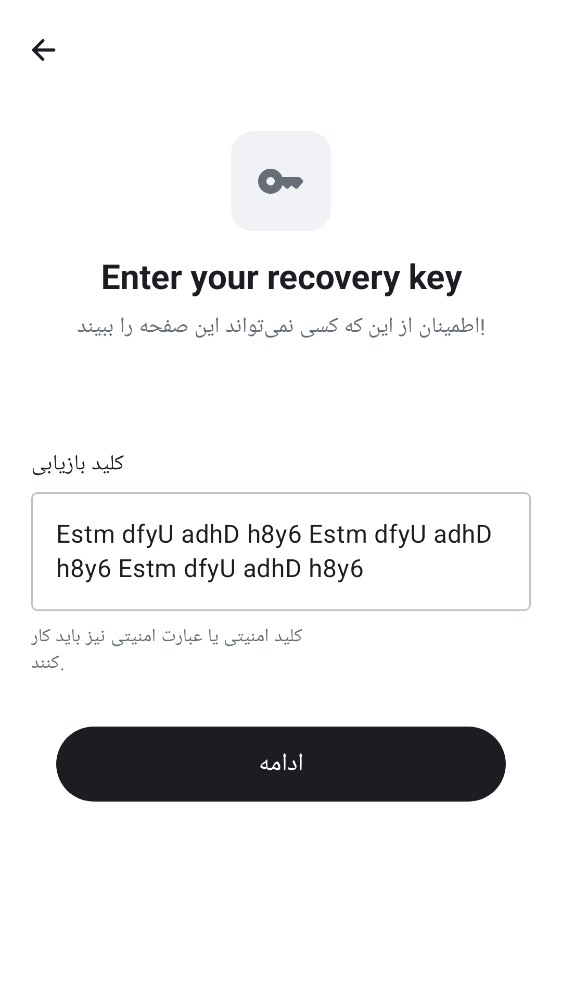 Enter your recovery key
اطمینان از این که کسی نمی‌تواند این صفحه را ببیند!
کلید بازیابی
Estm dfyU adhD h8y6 Estm dfyU adhD
h8y6 Estm dfyU adhD h8y6
کلید امنیتی یا عبارت امنیتی نیز باید کار
کنند.
ادامه